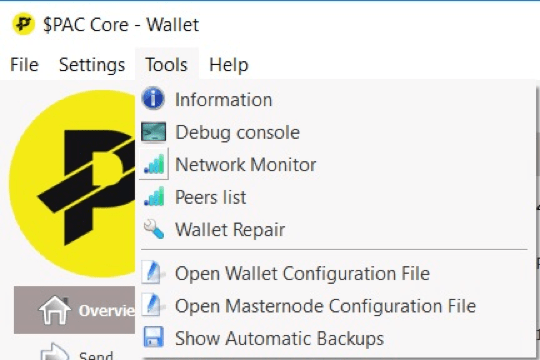 $PAC Core - Wallet
File Settings Tools Help
Information
Debug console
Network Monitor
Peers list
Wallet Repair
Open Wallet Configuration File
Overvie
Open Masternode Configuration File
Show Automatic Backups
Send